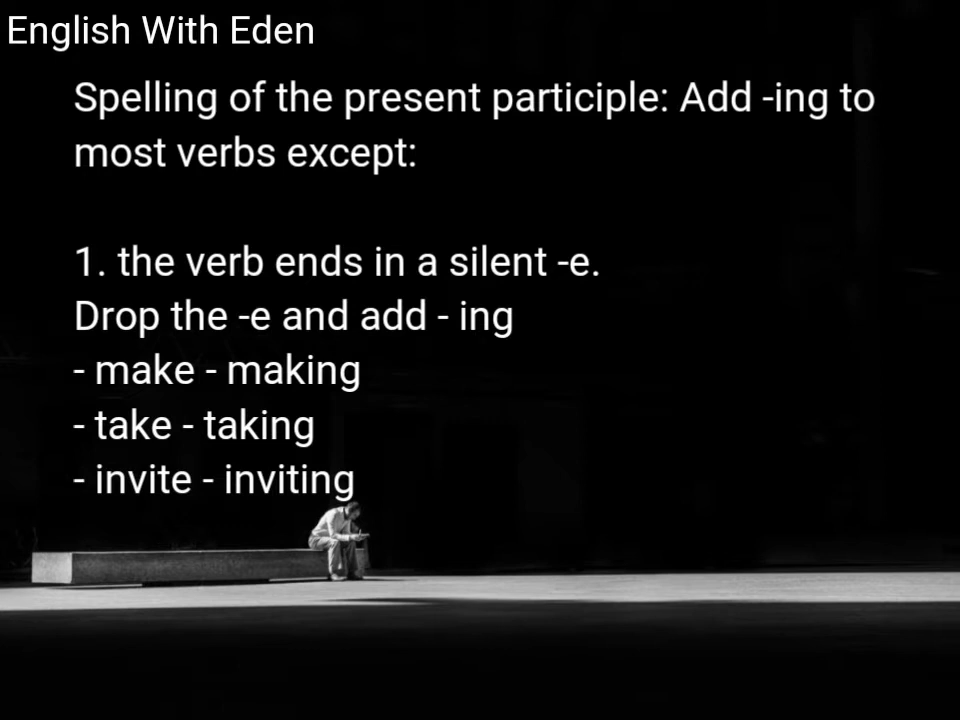 English With Eden
Spelling of the present participle: Add -ing to
most verbs except:
1. the verb ends in a silent -e.
Drop the -e and add - ing
- make - making
- take - taking
- invite - inviting